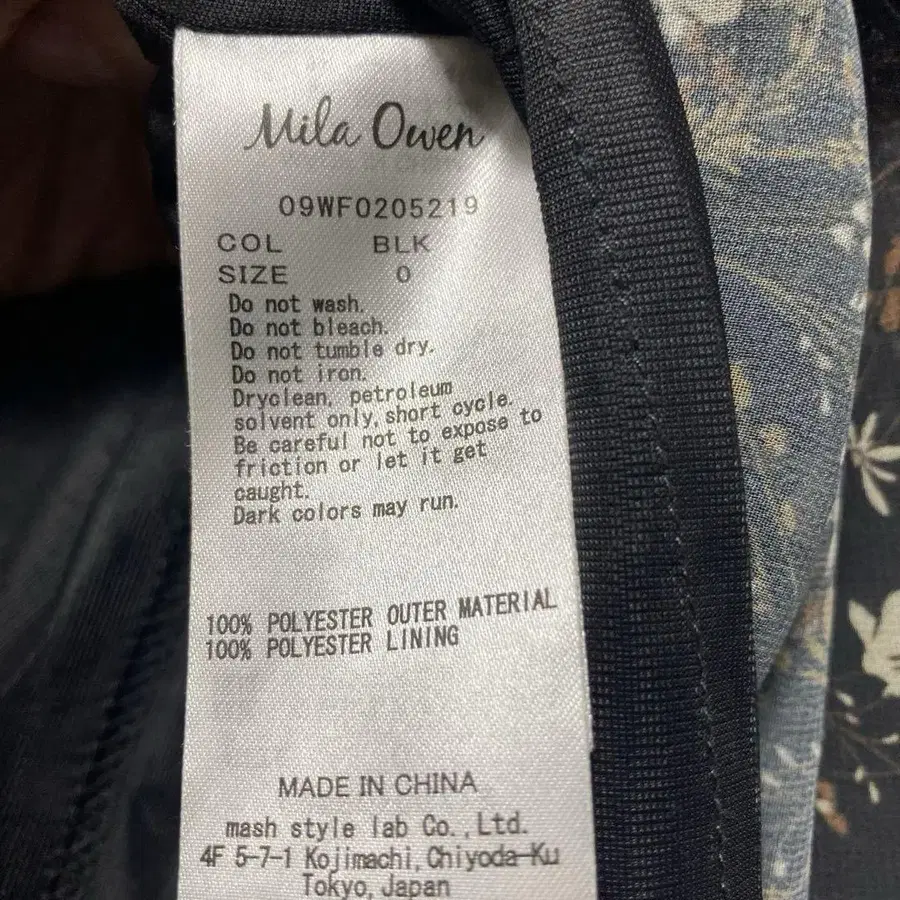 Mila Owen
09WF0205219
COL BLK
SIZE 0
Do not wash.
Do not bleach.
Do not tumble dry.
Do not iron.
Dryclean, petroleum
solvent only, short cycle.
Be careful not to expose to
friction or let it get
caught.
Dark colors may run.
100% POLYESTER OUTER MATERIAL
100% POLYESTER LINING
MADE IN CHINA
mash style lab Co., Ltd.
4F 5-7-1 Kojimachi, Chiyoda-Ku
Tokyo, Japan